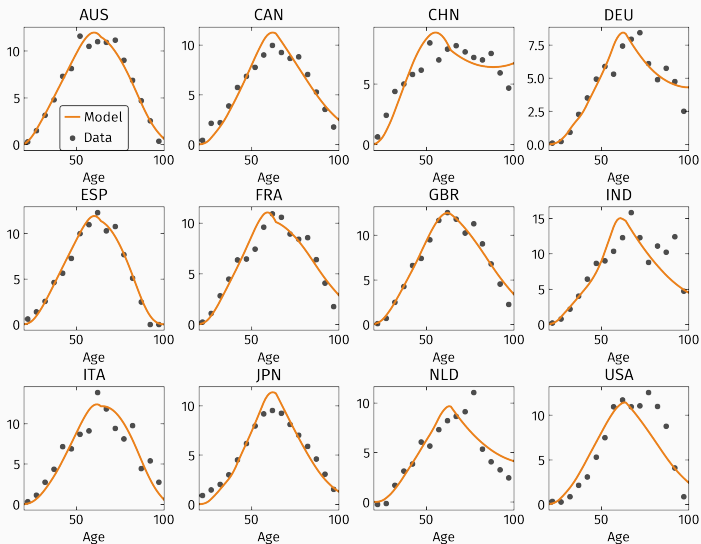 AUS CAN CHN DEU
10 5 0 50 100
Model
Data
10 5 0 50 100
5 0 50 100
7.5 5.0 2.5 0.0 50 100
Age Age Age Age
ESP FRA GBR IND
10 5 0 50 100
10 5 0 50 100
10 5 0 50 100
15 10 5 0 50 100
Age Age Age Age
ITA JPN NLD USA
10 5 0 50 100
10 5 0 50 100
10 5 0 50 100
10 5 0 50 100
Age Age Age Age